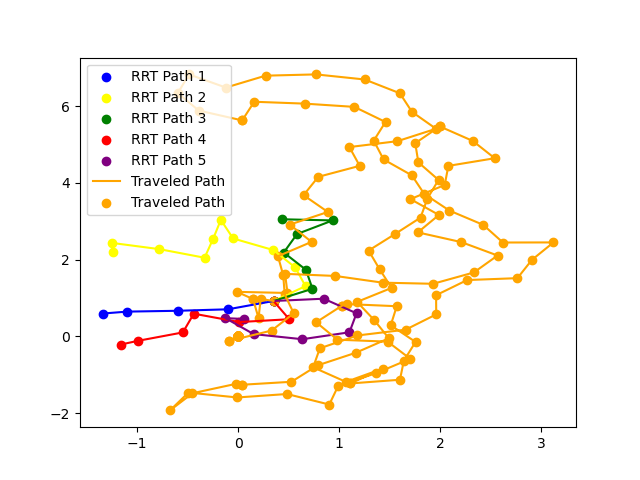 RRT Path 1
RRT Path 2
RRT Path 3
RRT Path 4
RRT Path 5
Traveled Path
Traveled Path
6
4
2
0
−2
−1 0 1 2 3